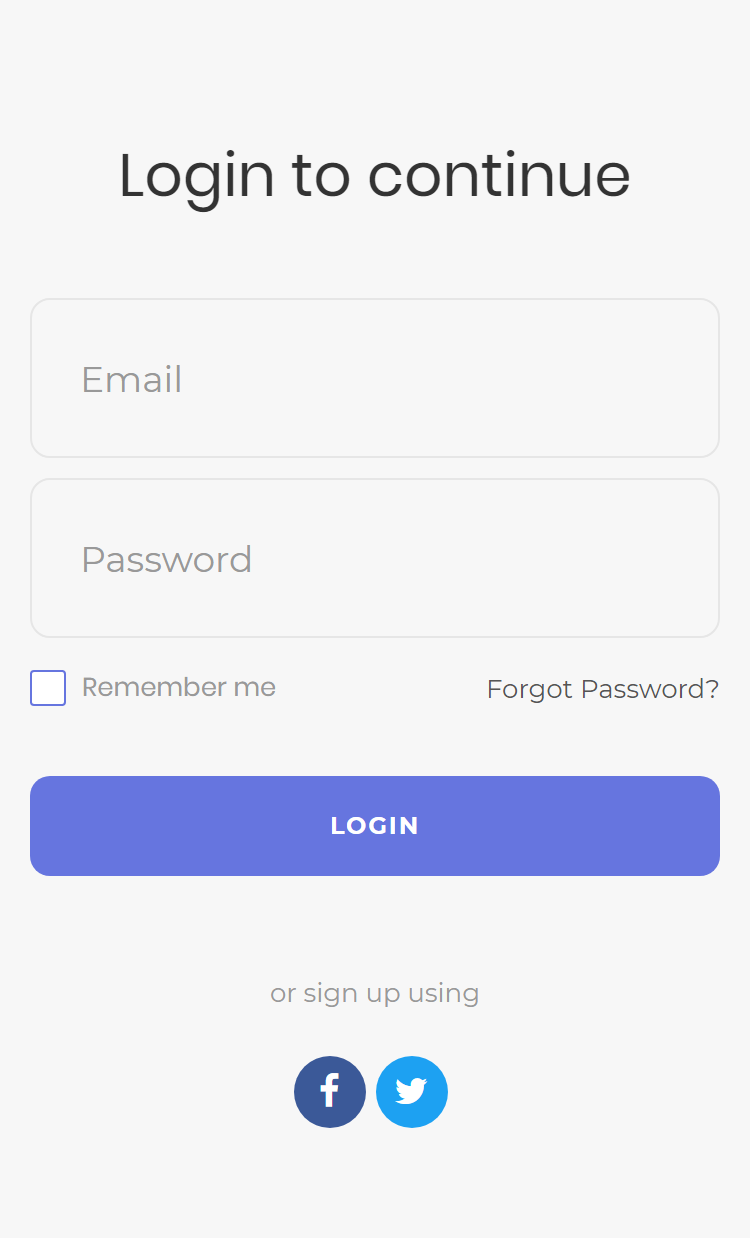 Login to continue
Email
Password
Remember me
Forgot Password?
LOGIN
or sign up using